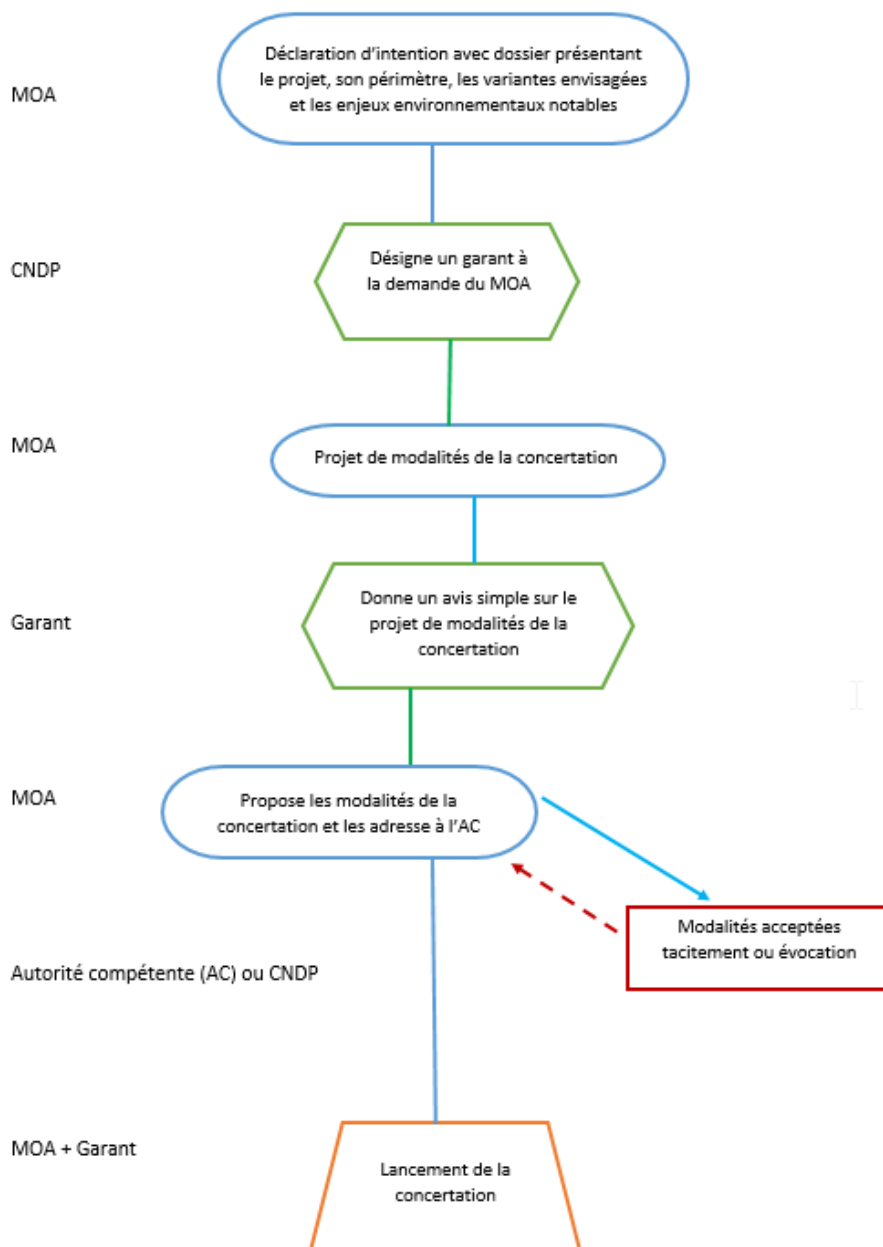 Déclaration d'intention avec dossier présentant
le projet, son périmètre, les variantes envisagées
et les enjeux environnementaux notables
MOA
CNDP
Désigne un garant à
la demande du MOA
MOA
Projet de modalités de la concertation
Garant
Donne un avis simple sur le
projet de modalités de la
concertation
MOA
Propose les modalités de la
concertation et les adresse à l'AC
Modalités acceptées
tacitement ou évocation
Autorité compétente (AC) ou CNDP
MOA + Garant
Lancement de la
concertation